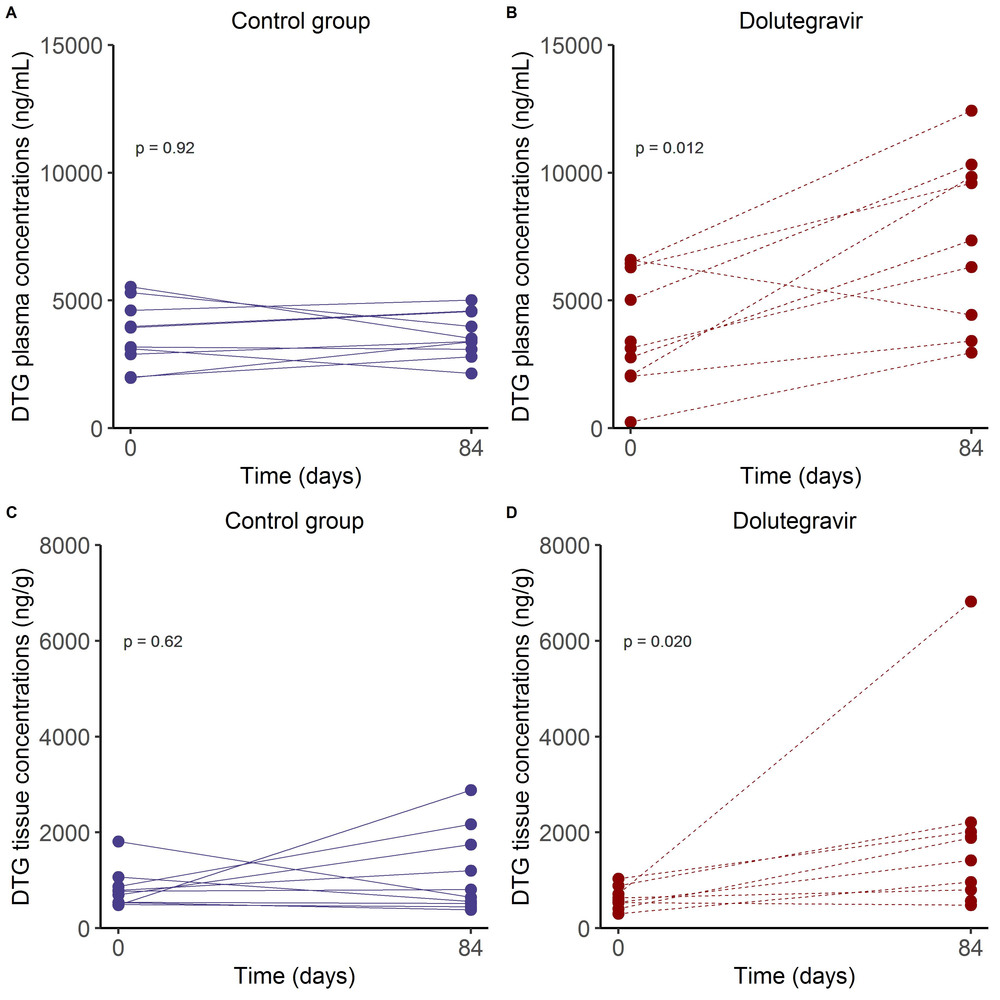 A
Control group
DTG plasma concentrations (ng/mL)
15000
10000
5000
0
p = 0.92
0
84
Time (days)
B
Dolutegravir
DTG plasma concentrations (ng/mL)
15000
10000
5000
0
p = 0.012
0
84
Time (days)
C
Control group
DTG tissue concentrations (ng/g)
8000
6000
4000
2000
0
p = 0.62
0
84
Time (days)
D
Dolutegravir
DTG tissue concentrations (ng/g)
8000
6000
4000
2000
0
p = 0.020
0
84
Time (days)